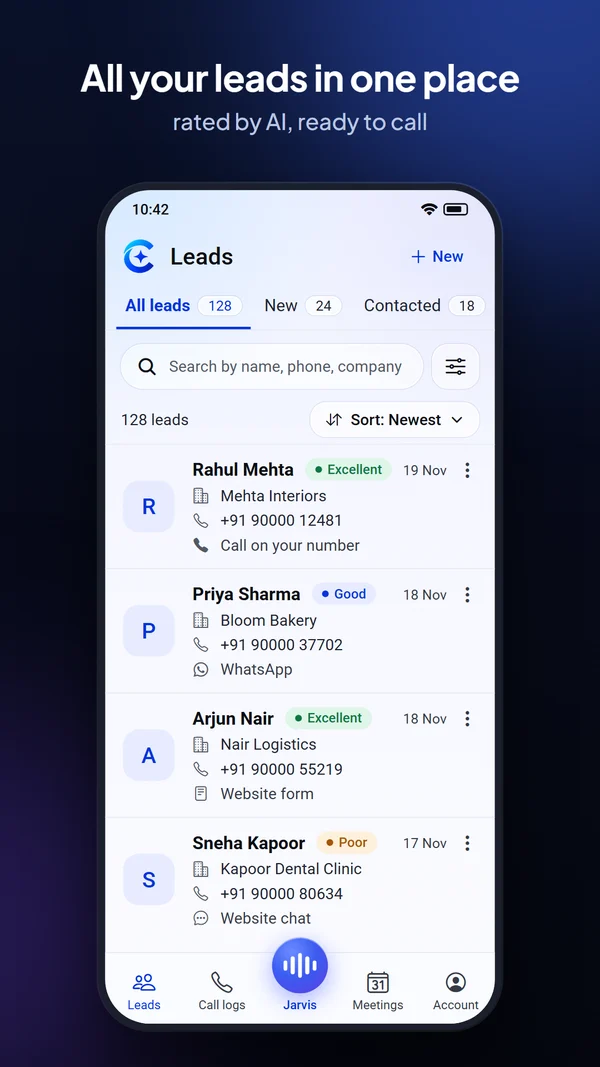 All your leads in one place
rated by AI, ready to call
10:42
Leads
+ New
All leads 128 New 24 Contacted 18
Search by name, phone, company
128 leads
Sort: Newest
R
Rahul Mehta Excellent 19 Nov
Mehta Interiors
+91 90000 12481
Call on your number
P
Priya Sharma Good 18 Nov
Bloom Bakery
+91 90000 37702
WhatsApp
A
Arjun Nair Excellent 18 Nov
Nair Logistics
+91 90000 55219
Website form
S
Sneha Kapoor Poor 17 Nov
Kapoor Dental Clinic
+91 90000 80634
Website chat
31
Leads Call logs Jarvis Meetings Account